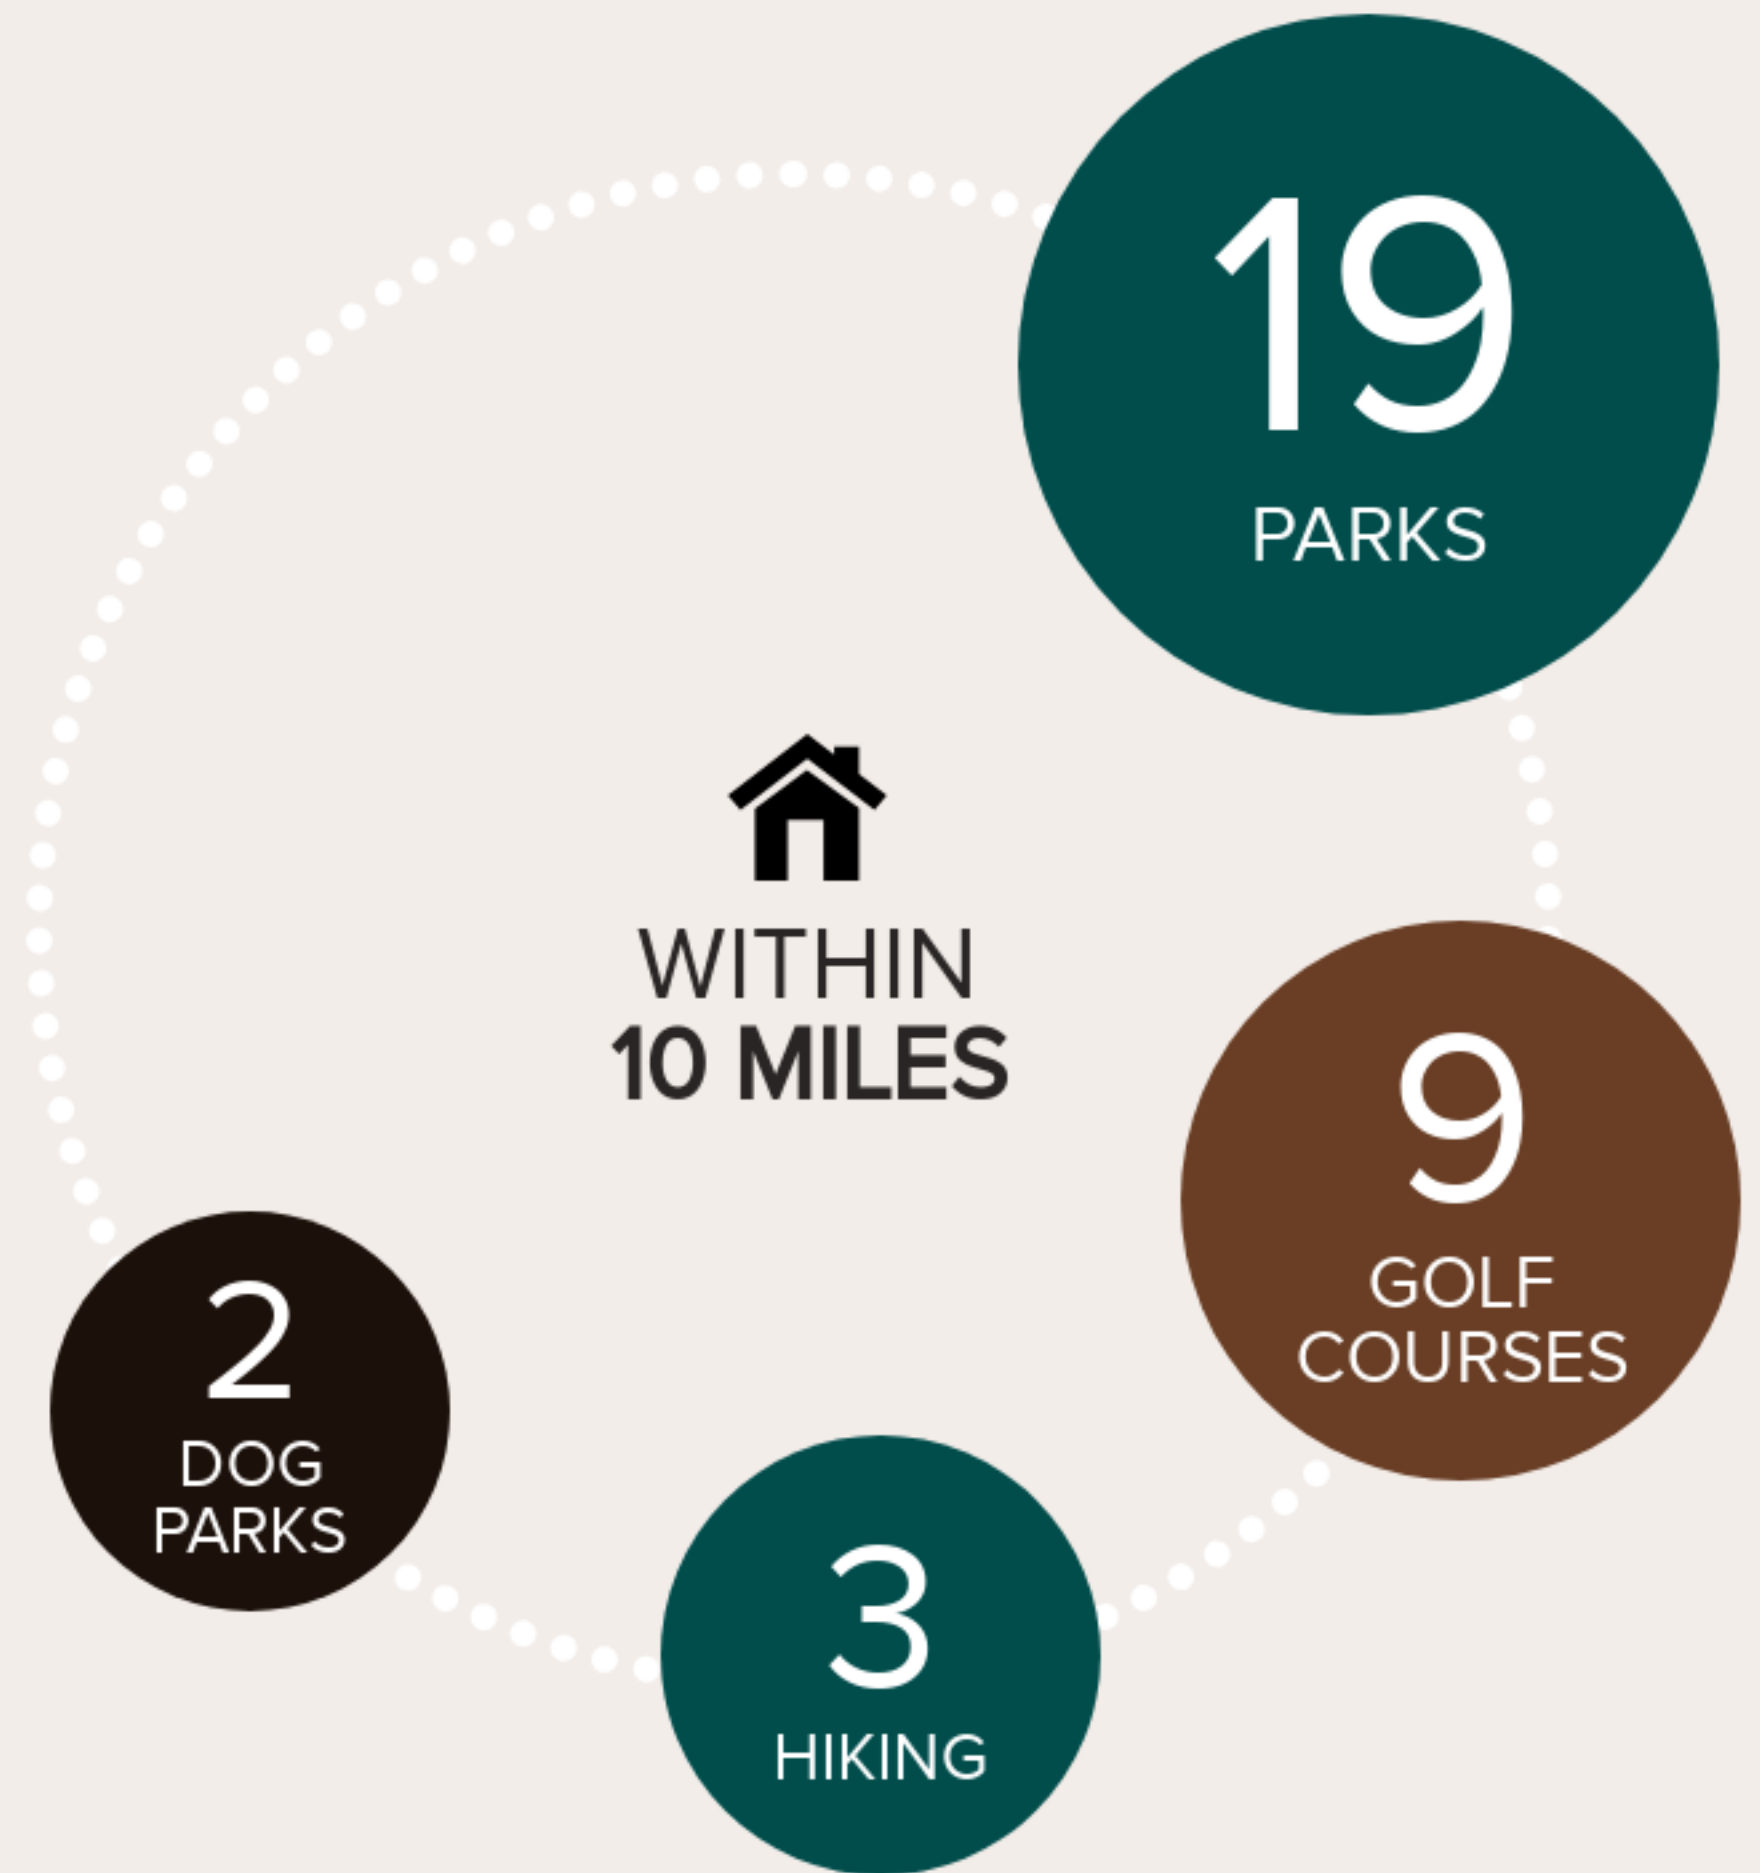 19
PARKS
WITHIN
10 MILES
9
GOLF
COURSES
2
DOG
PARKS
3
HIKING